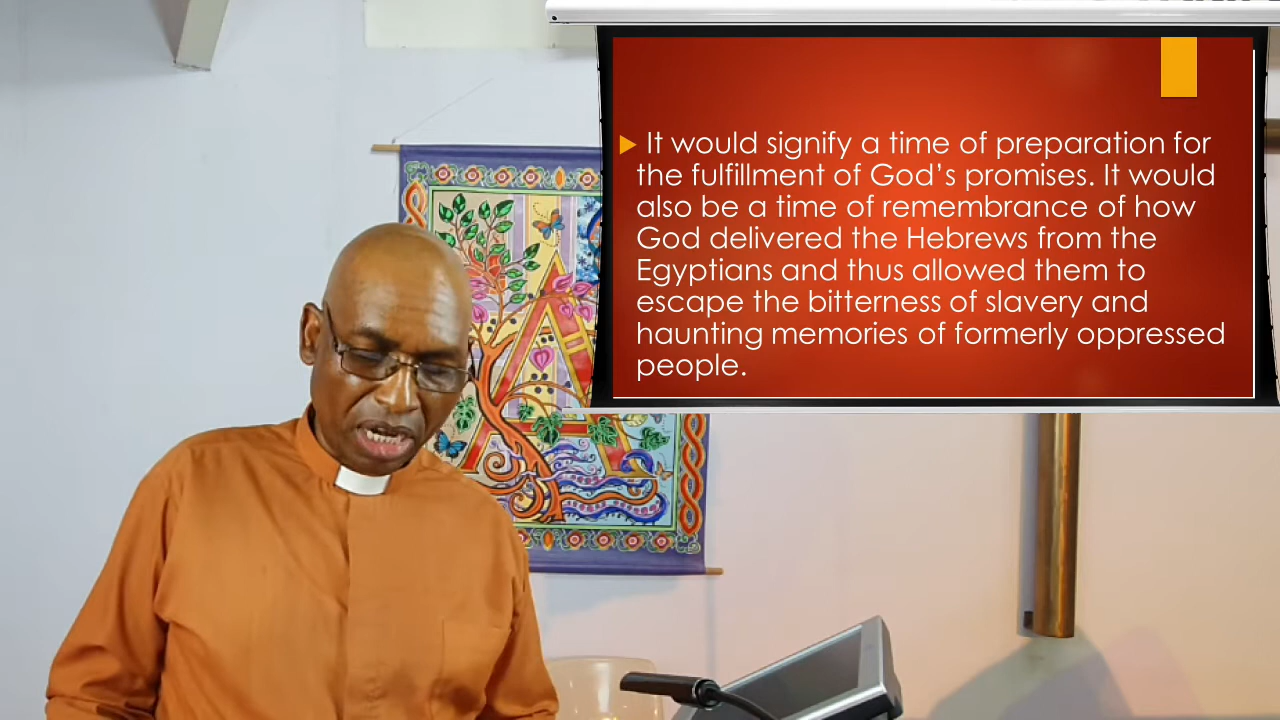 It would signify a time of preparation for
the fulfillment of God's promises. It would
also be a time of remembrance of how
God delivered the Hebrews from the
Egyptians and thus allowed them to
escape the bitterness of slavery and
haunting memories of formerly oppressed
people.